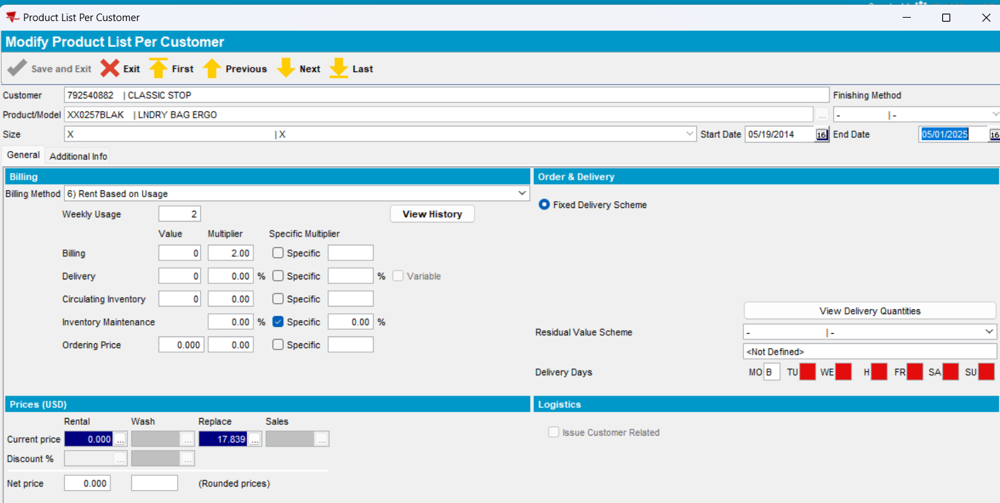 Product List Per Customer
Modify Product List Per Customer
Save and Exit Exit First Previous Next Last
Customer 792540882 | CLASSIC STOP Finishing Method
Product/Model XX0257BLAK | LNDRY BAG ERGO ... - | -
Size X | X Start Date 05/19/2014 16 End Date 05/01/2025 16
General Additional Info
Billing Order & Delivery
Billing Method 6) Rent Based on Usage
Fixed Delivery Scheme
Weekly Usage 2 View History
Value Multiplier Specific Multiplier
Billing 0 2.00 Specific
Delivery 0 0.00 % Specific % Variable
Circulating Inventory 0 0.00 Specific
View Delivery Quantities
Inventory Maintenance 0.00 % Specific 0.00 %
Residual Value Scheme - | -
Ordering Price 0.000 0.00 Specific
<Not Defined>
Delivery Days MO B TU WE H FR SA SU
Prices (USD) Logistics
Rental Wash Replace Sales
Issue Customer Related
Current price 0.000 ... ... 17.839 ... ...
Discount % ... ...
Net price 0.000 (Rounded prices)